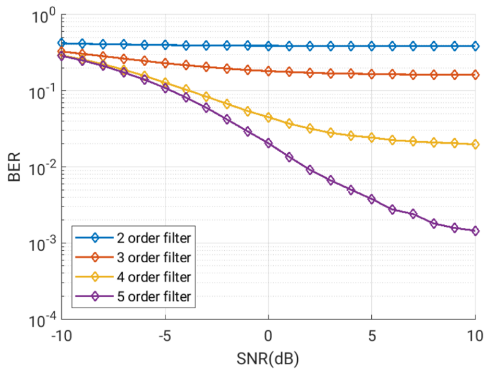 10^0
10^-1
10^-2
10^-3
10^-4
BER
2 order filter
3 order filter
4 order filter
5 order filter
-10 -5 0 5 10
SNR(dB)